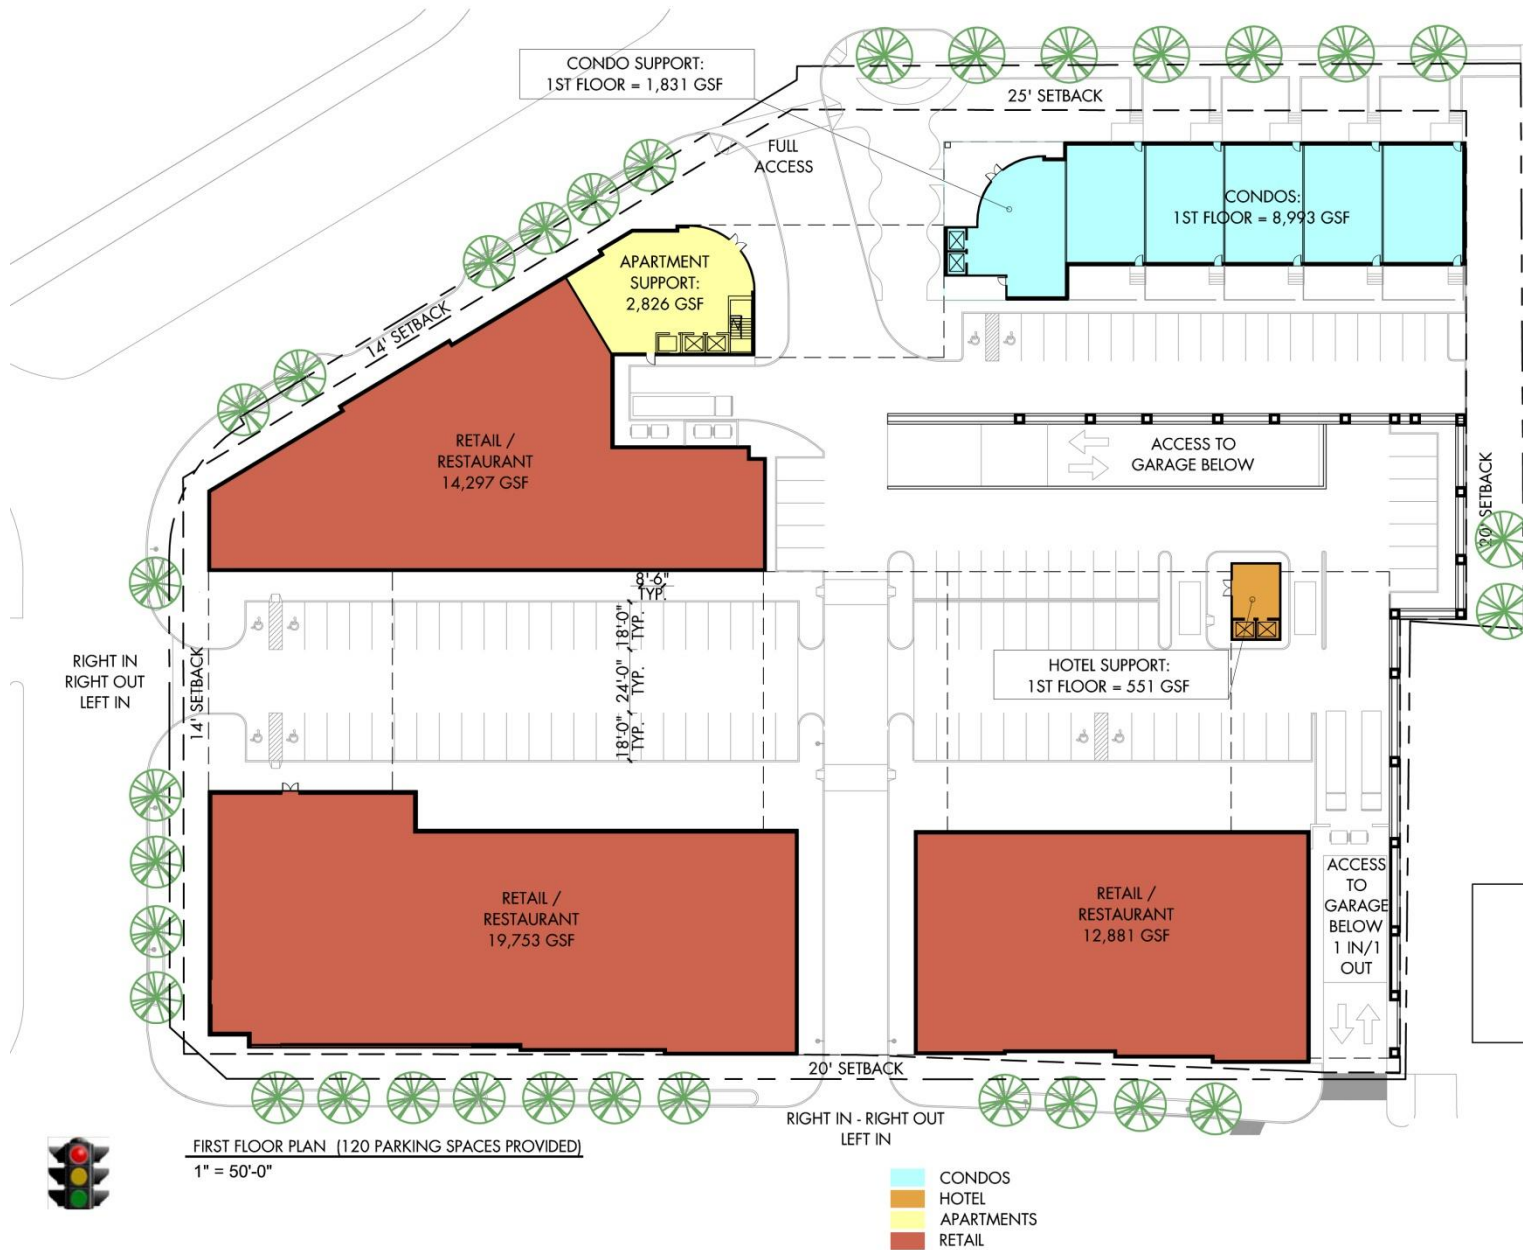 CONDO SUPPORT:
1ST FLOOR = 1,831 GSF
25' SETBACK
FULL
ACCESS
CONDOS:
1ST FLOOR = 8,993 GSF
APARTMENT
SUPPORT:
2,826 GSF
14' SETBACK
RETAIL /
RESTAURANT
14,297 GSF
ACCESS TO
GARAGE BELOW
20' SETBACK
8'-6"
TYP.
18'-0"
TYP.
24'-0"
TYP.
18'-0"
TYP.
RIGHT IN
RIGHT OUT
LEFT IN
14' SETBACK
HOTEL SUPPORT:
1ST FLOOR = 551 GSF
RETAIL /
RESTAURANT
19,753 GSF
RETAIL /
RESTAURANT
12,881 GSF
ACCESS
TO
GARAGE
BELOW
1 IN/1
OUT
20' SETBACK
RIGHT IN - RIGHT OUT
LEFT IN
FIRST FLOOR PLAN (120 PARKING SPACES PROVIDED)
1" = 50'-0"
CONDOS
HOTEL
APARTMENTS
RETAIL